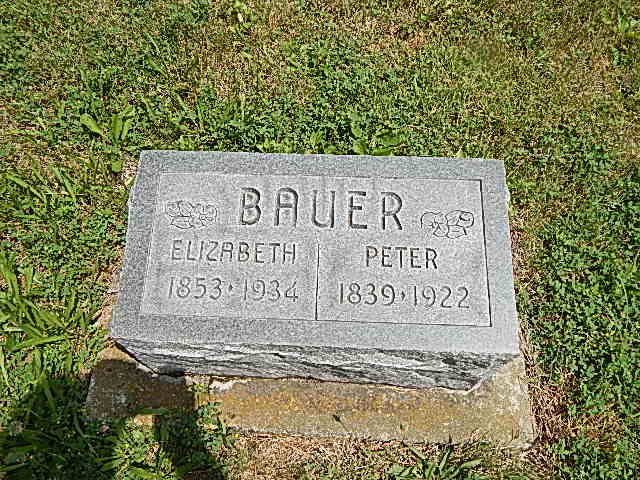 BAUER
ELIZABETH PETER
1853 · 1934 1839 · 1922